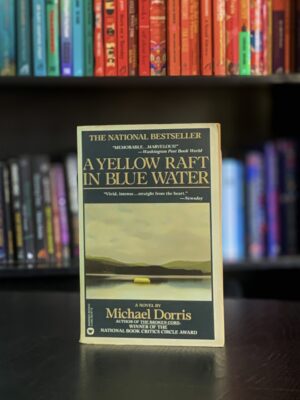 THE NATIONAL BESTSELLER
"MEMORABLE...MARVELOUS!"
—Washington Post Book World
A YELLOW RAFT
IN BLUE WATER
"Vivid, intense...straight from the heart."
—Newsday
A NOVEL BY
Michael Dorris
AUTHOR OF THE BROKEN CORD,
WINNER OF THE
NATIONAL BOOK CRITICS CIRCLE AWARD